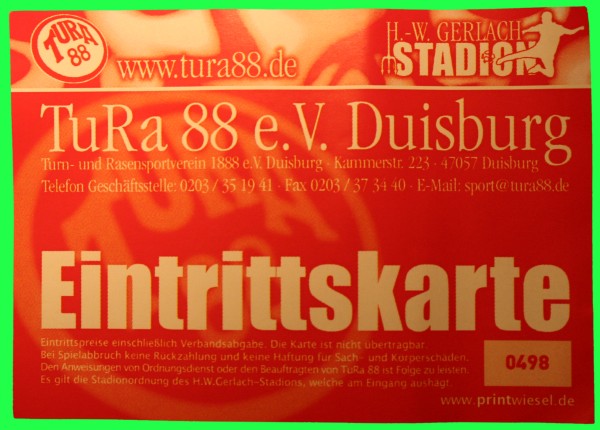 TURA
88
www.tura88.de
H.-W. GERLACH
STADION
TuRa 88 e.V. Duisburg
Turn- und Rasensportverein 1888 e.V. Duisburg · Kammerstr. 223 · 47057 Duisburg
Telefon Geschäftsstelle: 0203 / 35 19 41 · Fax 0203 / 37 34 40 · E-Mail: sport@tura88.de
TURA
88
Eintrittskarte
Eintrittspreise einschließlich Verbandsabgabe. Die Karte ist nicht übertragbar.
Bei Spielabbruch keine Rückzahlung und keine Haftung für Sach- und Körperschäden.
Den Anweisungen von Ordnungsdienst oder den Beauftragten von TuRa 88 ist Folge zu leisten.
Es gilt die Stadionordnung des H.W.Gerlach-Stadions, welche am Eingang aushägt.
0498
www.printwiesel.de